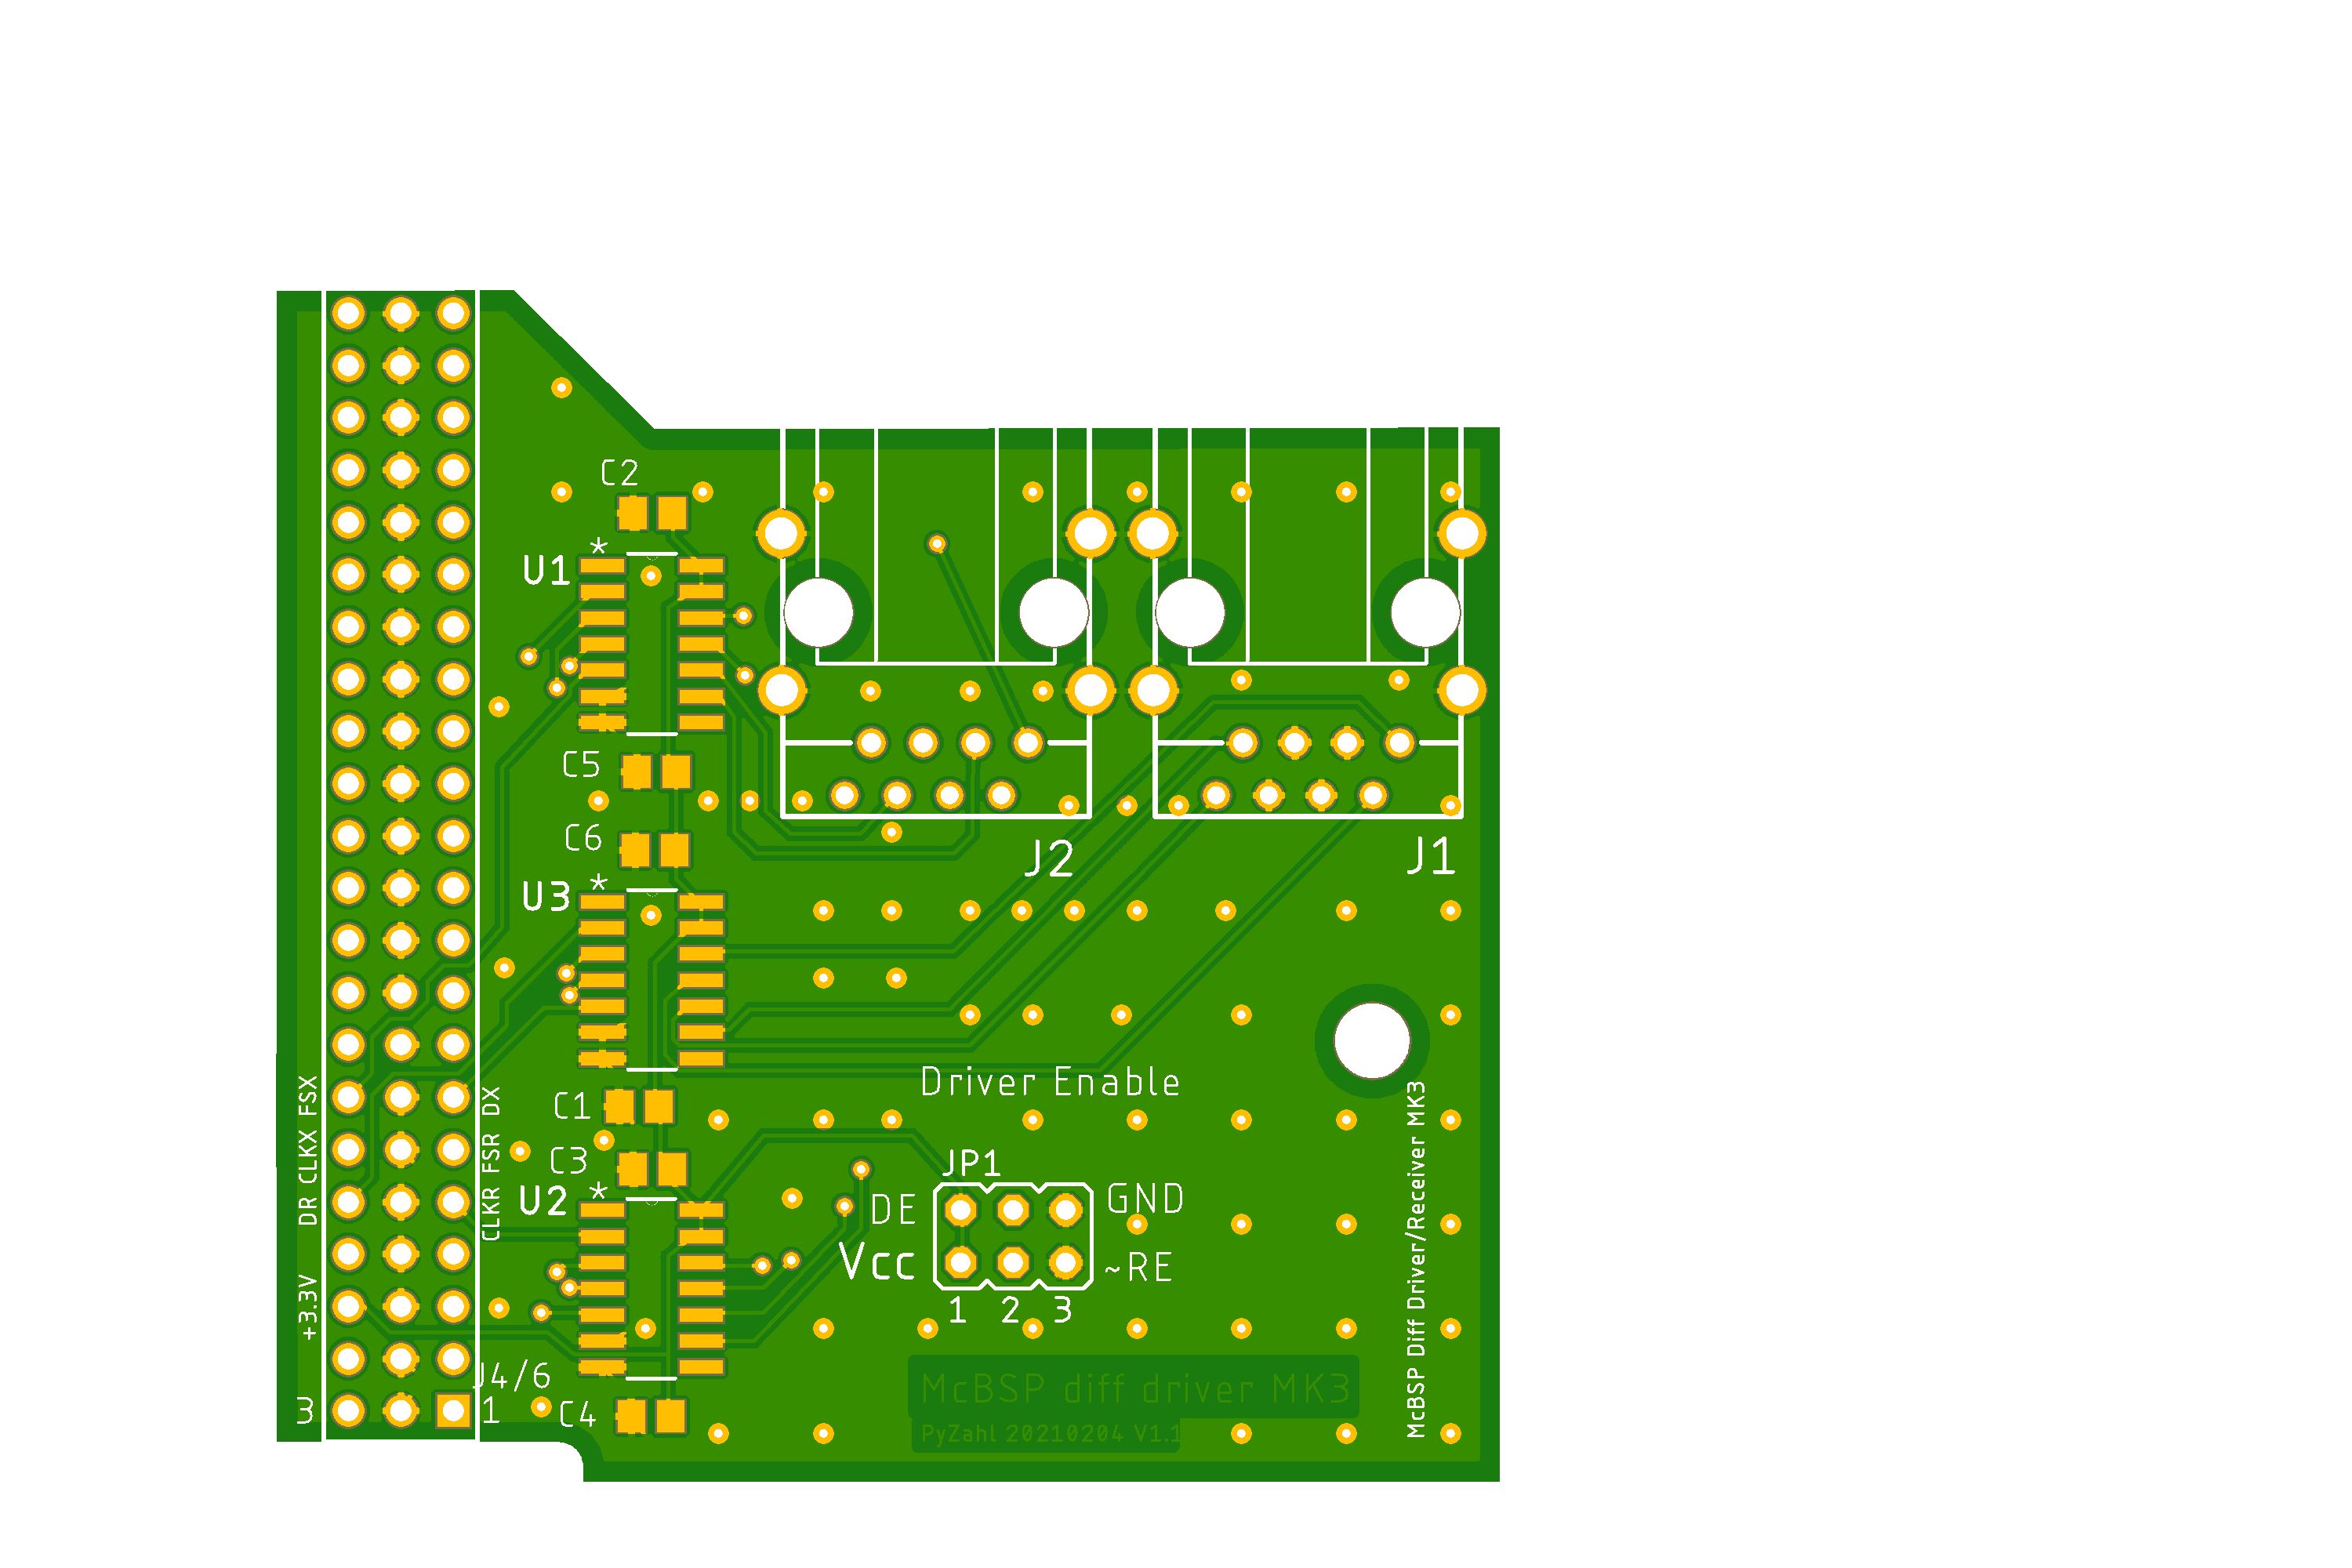 C2
*
U1
C5
C6
J2
J1
*
U3
Driver Enable
FSX
DX
C1
CLKX
FSR
C3
JP1
DR
CLKR
U2
*
DE
GND
Vcc
~RE
+3.3V
1
2
3
J4/6
3
1
C4
McBSP diff driver MK3
PyZahl 20210204 V1.1
McBSP Diff Driver/Receiver MK3